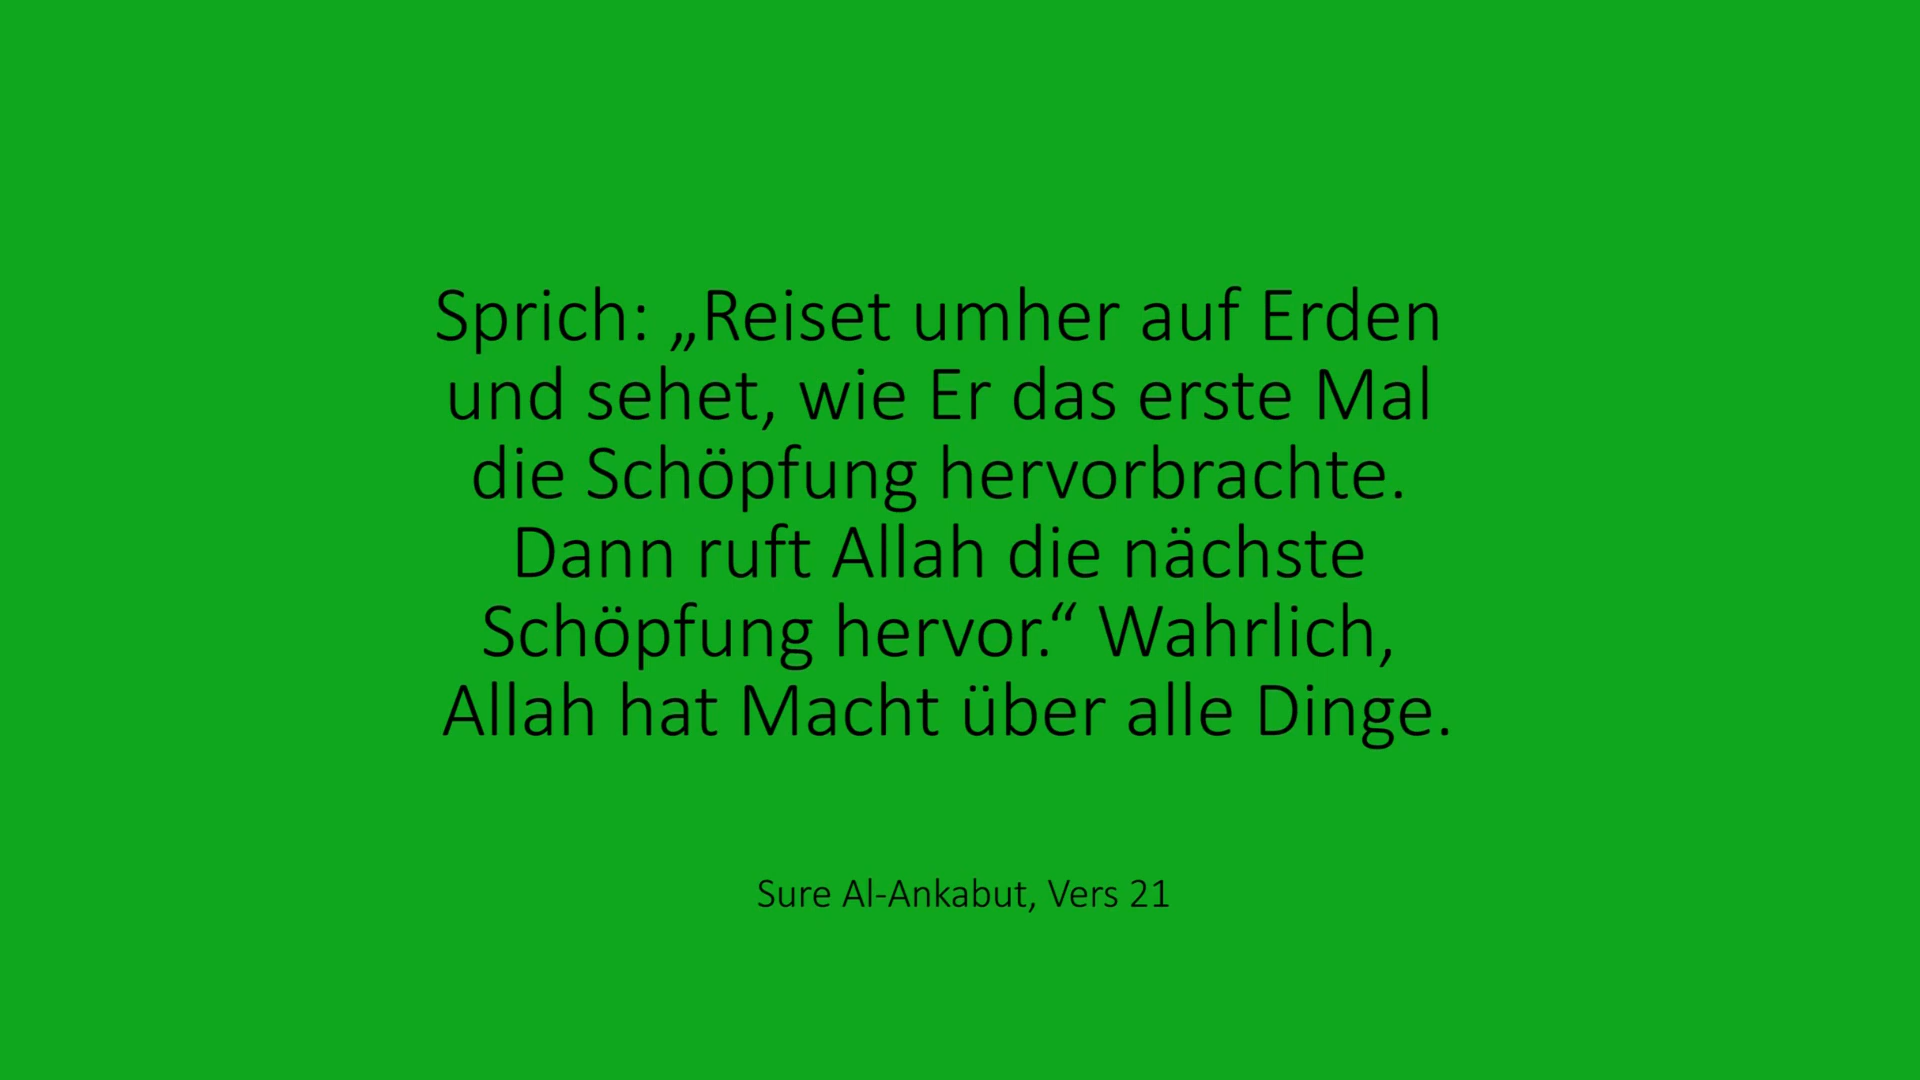 Sprich: „Reiset umher auf Erden
und sehet, wie Er das erste Mal
die Schöpfung hervorbrachte.
Dann ruft Allah die nächste
Schöpfung hervor.“ Wahrlich,
Allah hat Macht über alle Dinge.
Sure Al-Ankabut, Vers 21